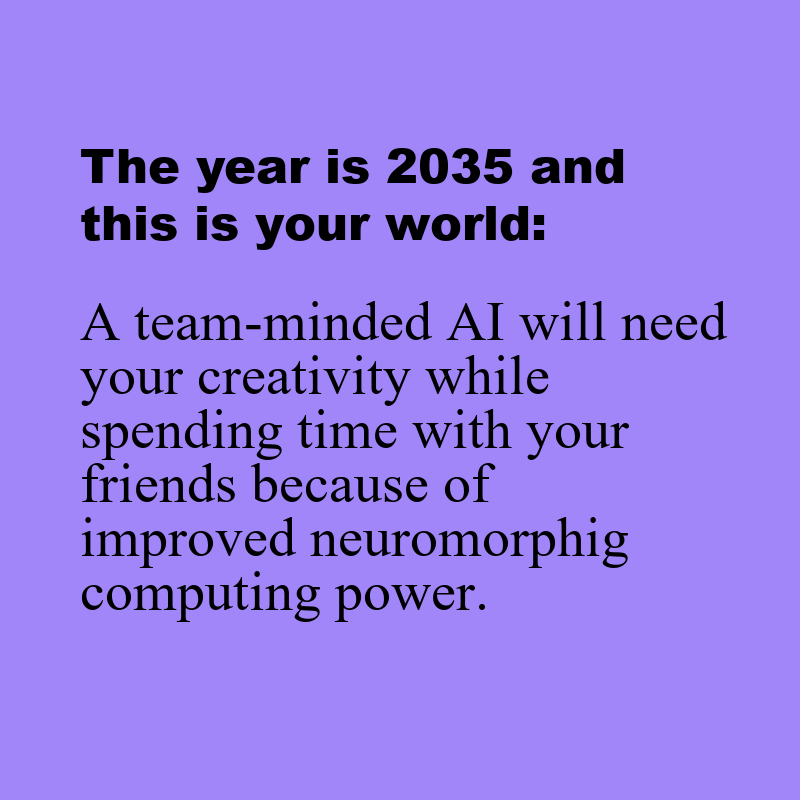 The year is 2035 and
this is your world:
A team-minded AI will need
your creativity while
spending time with your
friends because of
improved neuromorphig
computing power.